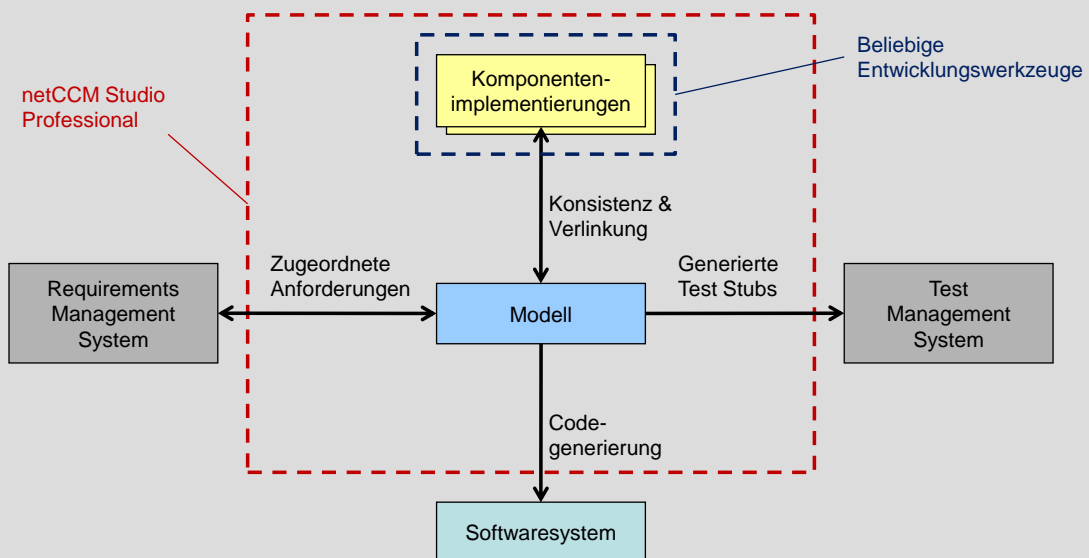 Beliebige
Entwicklungswerkzeuge
Komponenten-
implementierungen
netCCM Studio
Professional
Konsistenz &
Verlinkung
Zugeordnete
Anforderungen
Generierte
Test Stubs
Requirements
Management
System
Modell
Test
Management
System
Code-
generierung
Softwaresystem